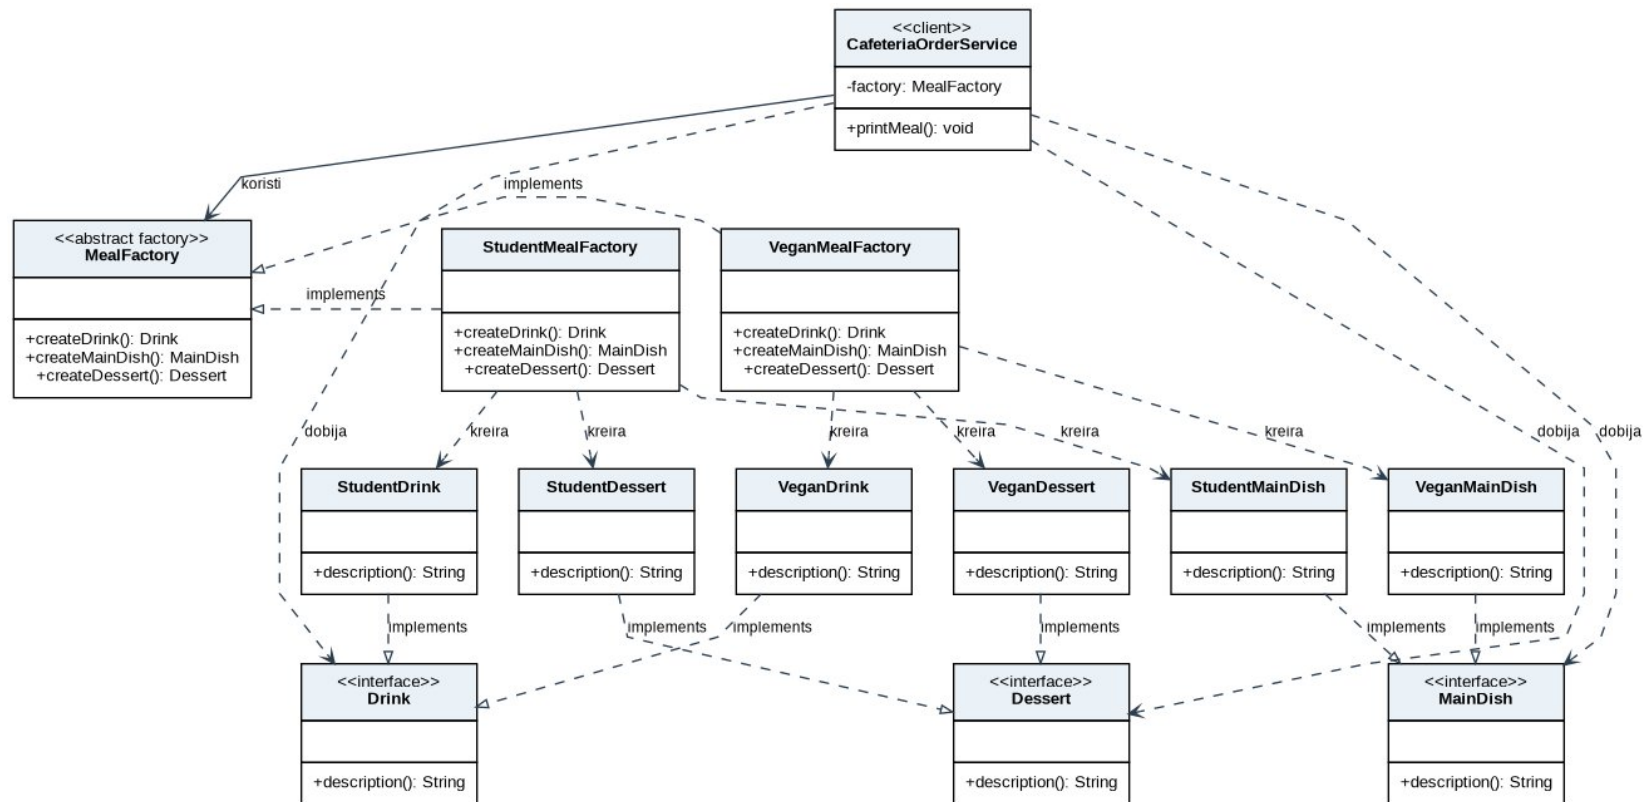 <<client>>
CafeteriaOrderService
-factory: MealFactory
+printMeal(): void
koristi
implements
<<abstract factory>>
MealFactory
+createDrink(): Drink
+createMainDish(): MainDish
+createDessert(): Dessert
implements
StudentMealFactory
+createDrink(): Drink
+createMainDish(): MainDish
+createDessert(): Dessert
VeganMealFactory
+createDrink(): Drink
+createMainDish(): MainDish
+createDessert(): Dessert
dobija
kreira
kreira
kreira
kreira
kreira
kreira
dobija
dobija
StudentDrink
+description(): String
StudentDessert
+description(): String
VeganDrink
+description(): String
VeganDessert
+description(): String
StudentMainDish
+description(): String
VeganMainDish
+description(): String
implements
implements
implements
implements
implements
implements
<<interface>>
Drink
+description(): String
<<interface>>
Dessert
+description(): String
<<interface>>
MainDish
+description(): String